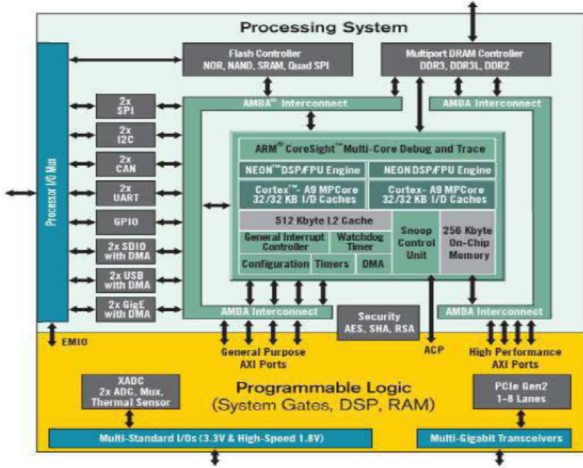 Processing System
Flash Controller
NOR, NAND, SRAM, Quad SPI
Multiport DRAM Controller
DDR3, DDR3L, DDR2
Processor I/O Mux
AMBA® Interconnect
AMBA Interconnect
2x
SPI
2x
I2C
2x
CAN
2x
UART
GPIO
2x SDIO
with DMA
2x USB
with DMA
2x GigE
with DMA
ARM® CoreSight™ Multi-Core Debug and Trace
NEON™ DSP/FPU Engine
NEON DSP/FPU Engine
Cortex™- A9 MPCore
32/32 KB I/D Caches
Cortex- A9 MPCore
32/32 KB I/D Caches
512 Kbyte L2 Cache
General Interrupt
Controller
Watchdog
Timer
Configuration
Timers
DMA
Snoop
Control
Unit
256 Kbyte
On-Chip
Memory
AMBA Interconnect
Security
AES, SHA, RSA
AMBA Interconnect
EMIO
General Purpose
AXI Ports
ACP
High Performance
AXI Ports
XADC
2x ADC, Mux,
Thermal Sensor
Programmable Logic
(System Gates, DSP, RAM)
PCIe Gen2
1-8 Lanes
Multi-Standard I/Os (3.3V & High-Speed 1.8V)
Multi-Gigabit Transceivers